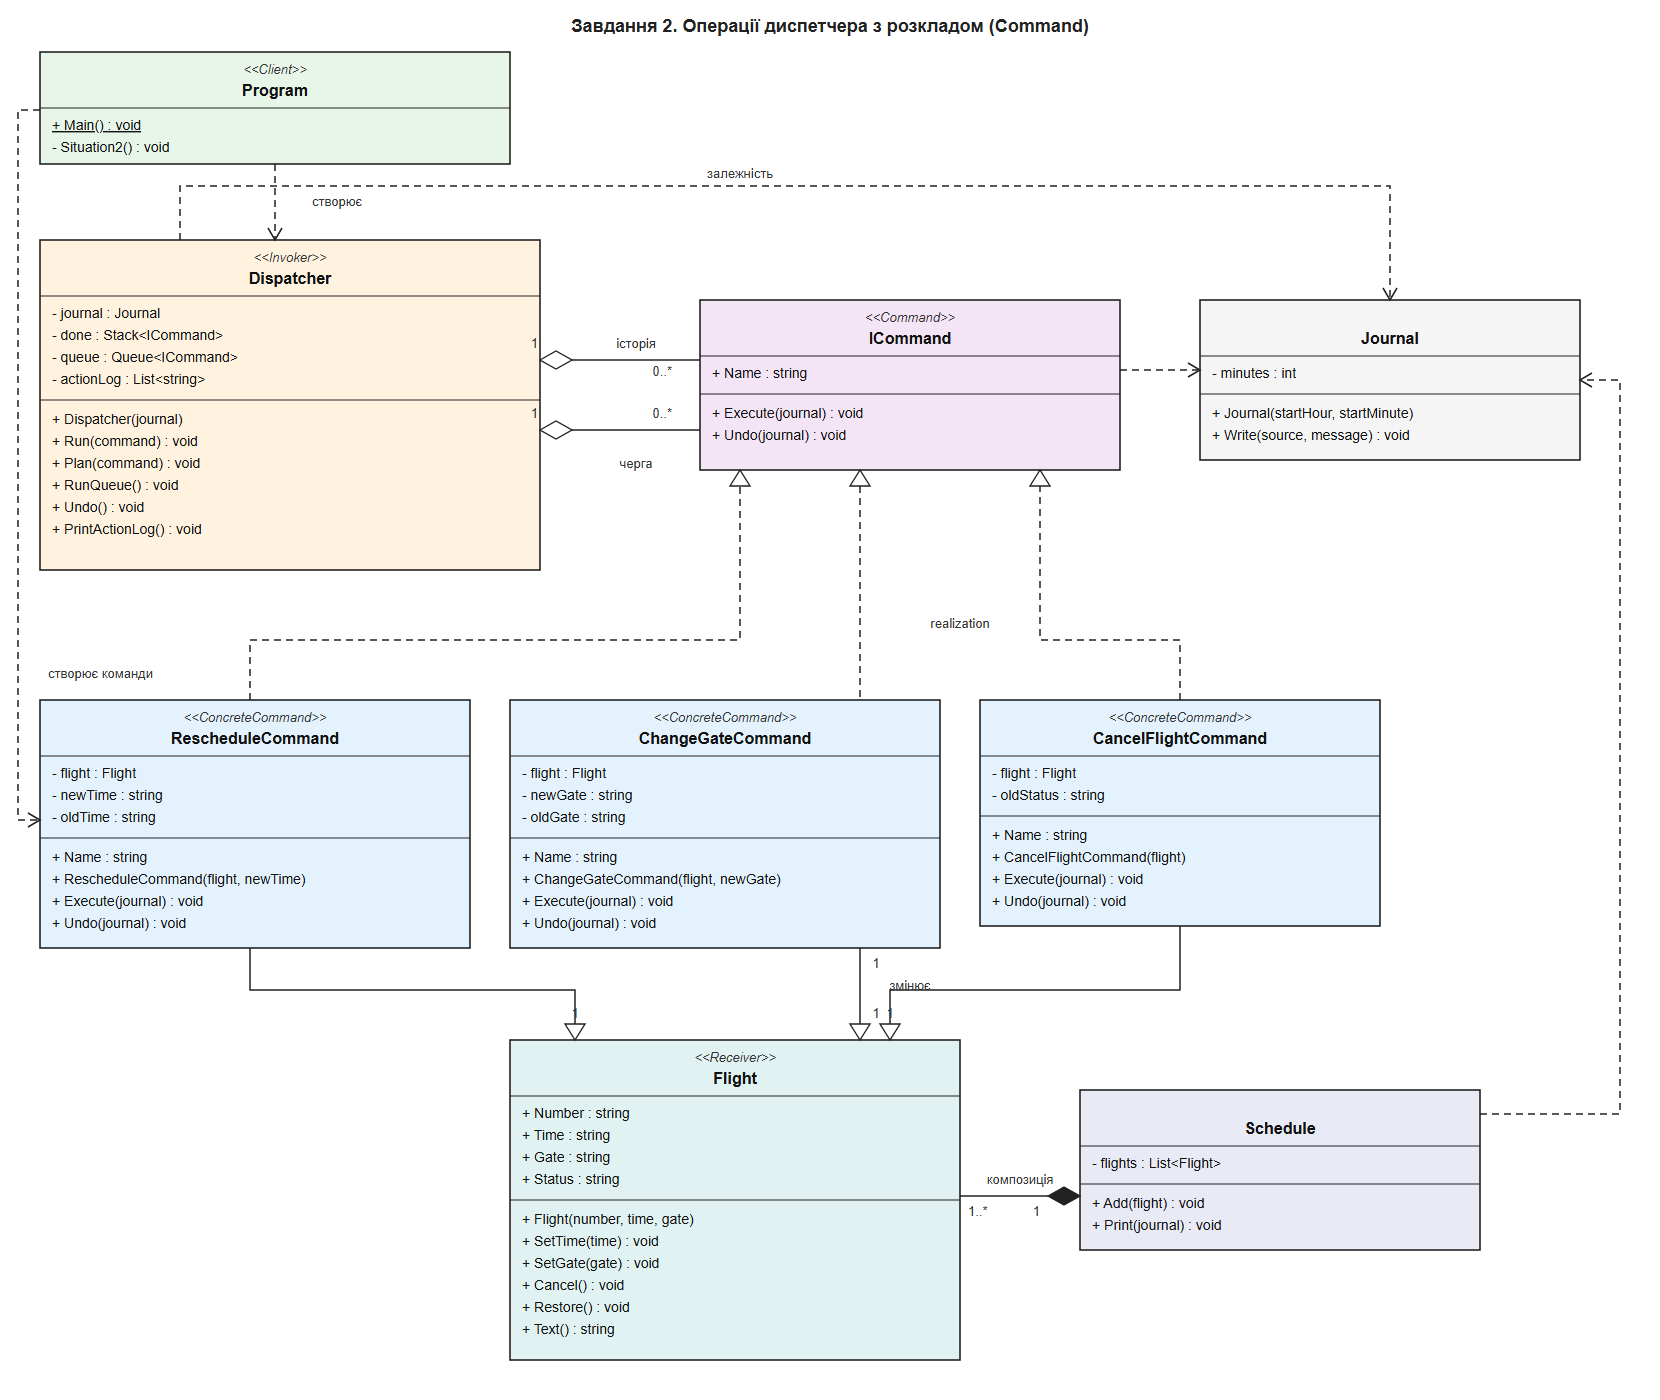 Завдання 2. Операції диспетчера з розкладом (Command)
<<Client>>
Program
+ Main() : void
- Situation2() : void
залежність
створює
<<Invoker>>
Dispatcher
- journal : Journal
- done : Stack<ICommand>
- queue : Queue<ICommand>
- actionLog : List<string>
+ Dispatcher(journal)
+ Run(command) : void
+ Plan(command) : void
+ RunQueue() : void
+ Undo() : void
+ PrintActionLog() : void
1
історія
0..*
1
0..*
черга
<<Command>>
ICommand
+ Name : string
+ Execute(journal) : void
+ Undo(journal) : void
Journal
- minutes : int
+ Journal(startHour, startMinute)
+ Write(source, message) : void
realization
створює команди
<<ConcreteCommand>>
RescheduleCommand
- flight : Flight
- newTime : string
- oldTime : string
+ Name : string
+ RescheduleCommand(flight, newTime)
+ Execute(journal) : void
+ Undo(journal) : void
<<ConcreteCommand>>
ChangeGateCommand
- flight : Flight
- newGate : string
- oldGate : string
+ Name : string
+ ChangeGateCommand(flight, newGate)
+ Execute(journal) : void
+ Undo(journal) : void
<<ConcreteCommand>>
CancelFlightCommand
- flight : Flight
- oldStatus : string
+ Name : string
+ CancelFlightCommand(flight)
+ Execute(journal) : void
+ Undo(journal) : void
1
змінює
1
1
1
<<Receiver>>
Flight
+ Number : string
+ Time : string
+ Gate : string
+ Status : string
+ Flight(number, time, gate)
+ SetTime(time) : void
+ SetGate(gate) : void
+ Cancel() : void
+ Restore() : void
+ Text() : string
композиція
1..*
1
Schedule
- flights : List<Flight>
+ Add(flight) : void
+ Print(journal) : void